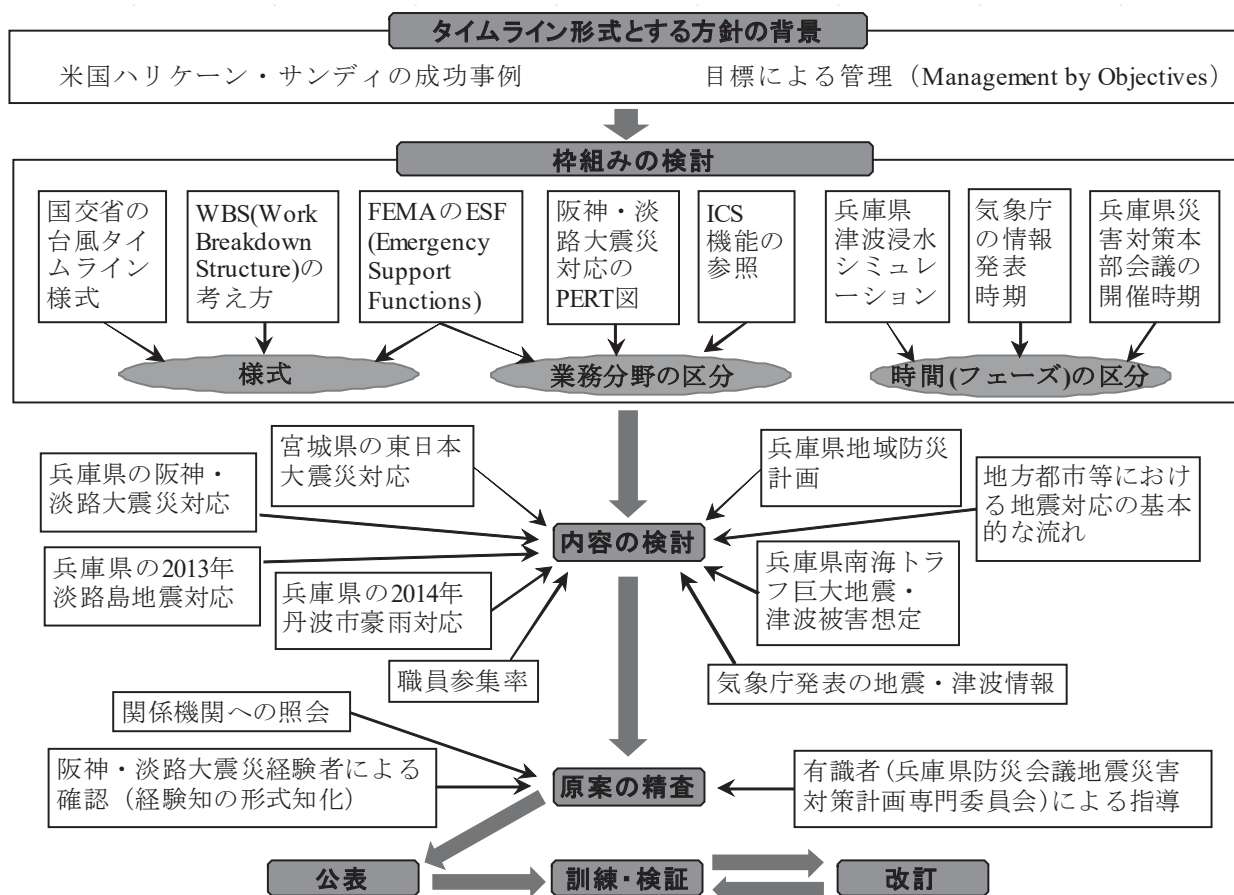 タイムライン形式とする方針の背景
米国ハリケーン・サンディの成功事例
目標による管理（Management by Objectives）
枠組みの検討
国交省の
台風タイ
ムライン
様式
WBS(Work
Breakdown
Structure)の
考え方
FEMAのESF
(Emergency
Support
Functions)
阪神・淡
路大震災
対応の
PERT図
ICS
機能の
参照
兵庫県
津波浸水
シミュレ
ーション
気象庁
の情報
発表
時期
兵庫県災
害対策本
部会議の
開催時期
様式
業務分野の区分
時間(フェーズ)の区分
宮城県の東日本
大震災対応
兵庫県地域防災
計画
兵庫県の阪神・
淡路大震災対応
地方都市等におけ
る地震対応の基本
的な流れ
内容の検討
兵庫県の2013年
淡路島地震対応
兵庫県の2014年
丹波市豪雨対応
兵庫県南海トラ
フ巨大地震・
津波被害想定
職員参集率
気象庁発表の地震・津波情報
関係機関への照会
阪神・淡路大震災経験者による
確認（経験知の形式知化）
原案の精査
有識者(兵庫県防災会議地震災害
対策計画専門委員会)による指導
公表
訓練・検証
改訂